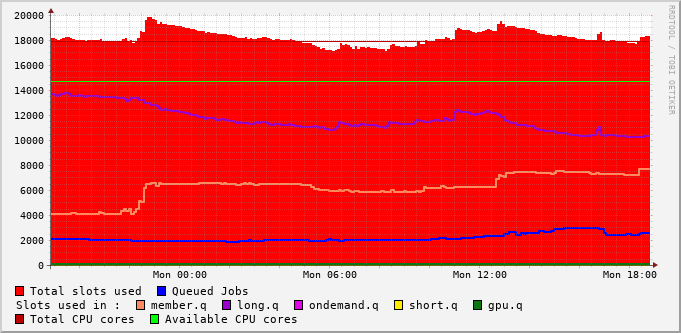 20000
18000
16000
14000
12000
10000
8000
6000
4000
2000
0
Mon 00:00 Mon 06:00 Mon 12:00 Mon 18:00
RRDTOOL / TOBI OETIKER
Total slots used Queued Jobs
Slots used in : member.q long.q ondemand.q short.q gpu.q
Total CPU cores Available CPU cores